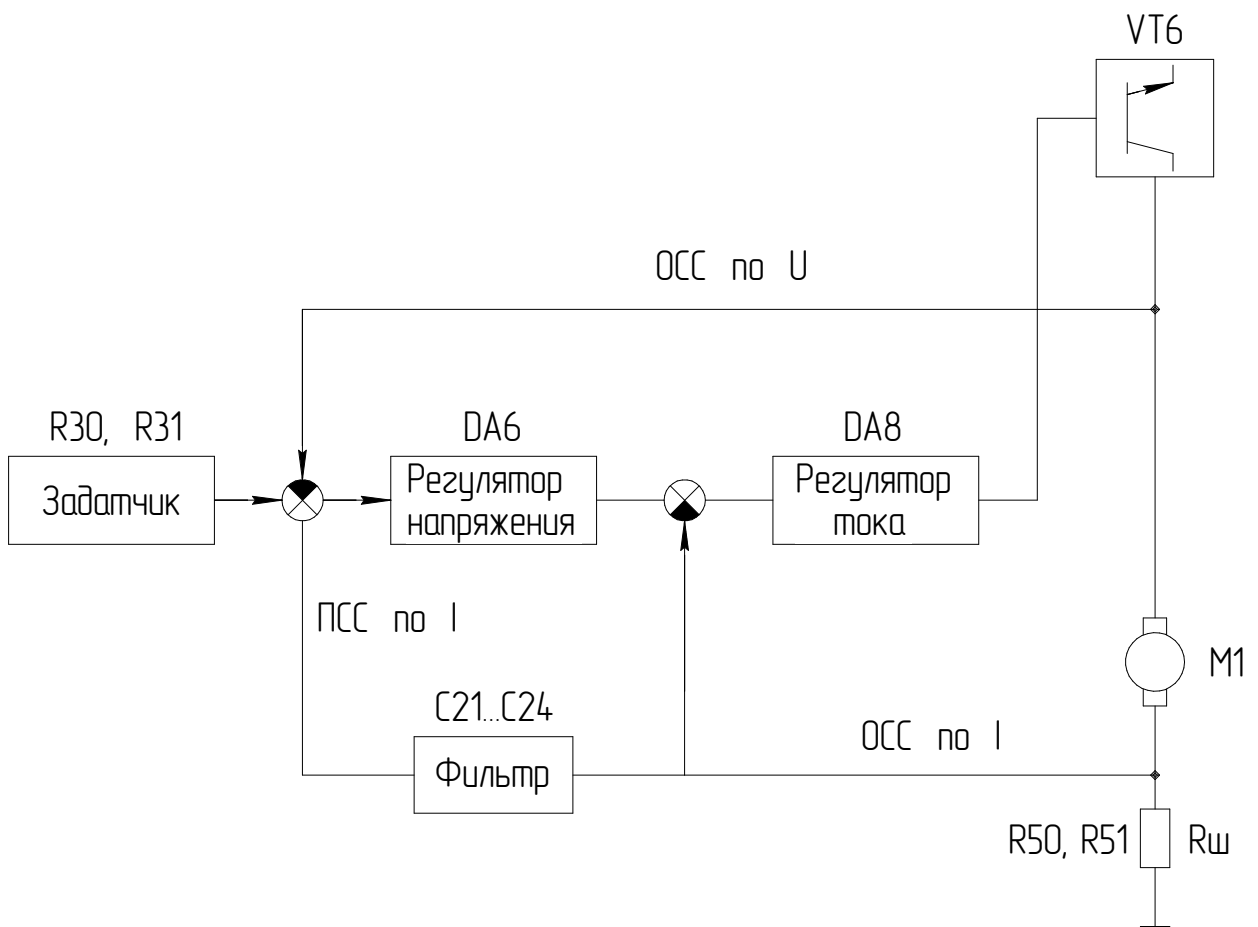 VT6
ОСС по U
R30, R31
DA6
DA8
Задатчик
Регулятор
напряжения
Регулятор
тока
ПСС по I
M1
C21...C24
Фильтр
ОСС по I
R50, R51
Rш